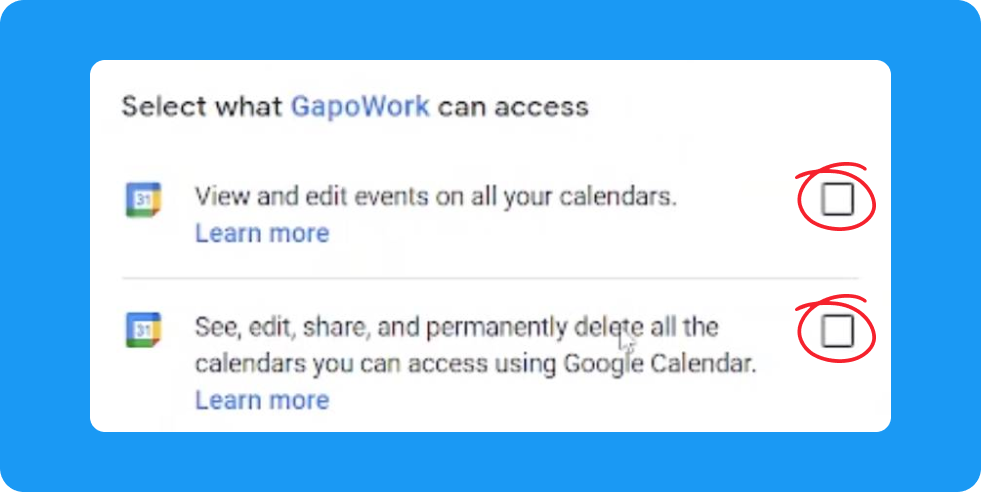 Select what GapoWork can access
31
View and edit events on all your calendars.
Learn more
31
See, edit, share, and permanently delete all the
calendars you can access using Google Calendar.
Learn more